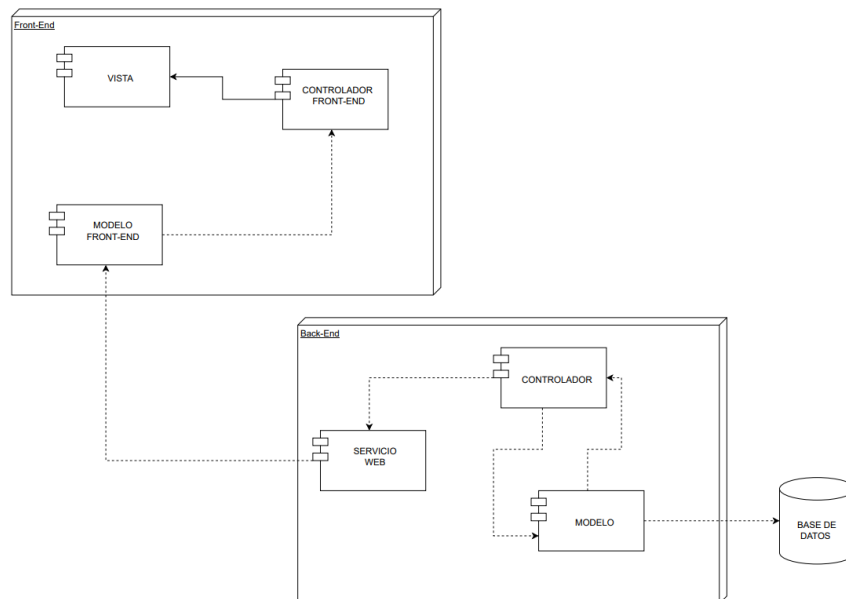 Front-End
VISTA
CONTROLADOR
FRONT-END
MODELO
FRONT-END
Back-End
CONTROLADOR
SERVICIO
WEB
MODELO
BASE DE
DATOS